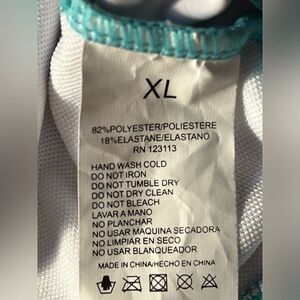 XL
82%POLYESTER/POLIESTERE
18%ELASTANE/ELASTANO
RN 123113
HAND WASH COLD
DO NOT IRON
DO NOT TUMBLE DRY
DO NOT DRY CLEAN
DO NOT BLEACH
LAVAR A MANO
NO PLANCHAR
NO USAR MAQUINA SECADORA
NO LIMPIAR EN SECO
NO USAR BLANQUEADOR
MADE IN CHINA/HECHO EN CHINA